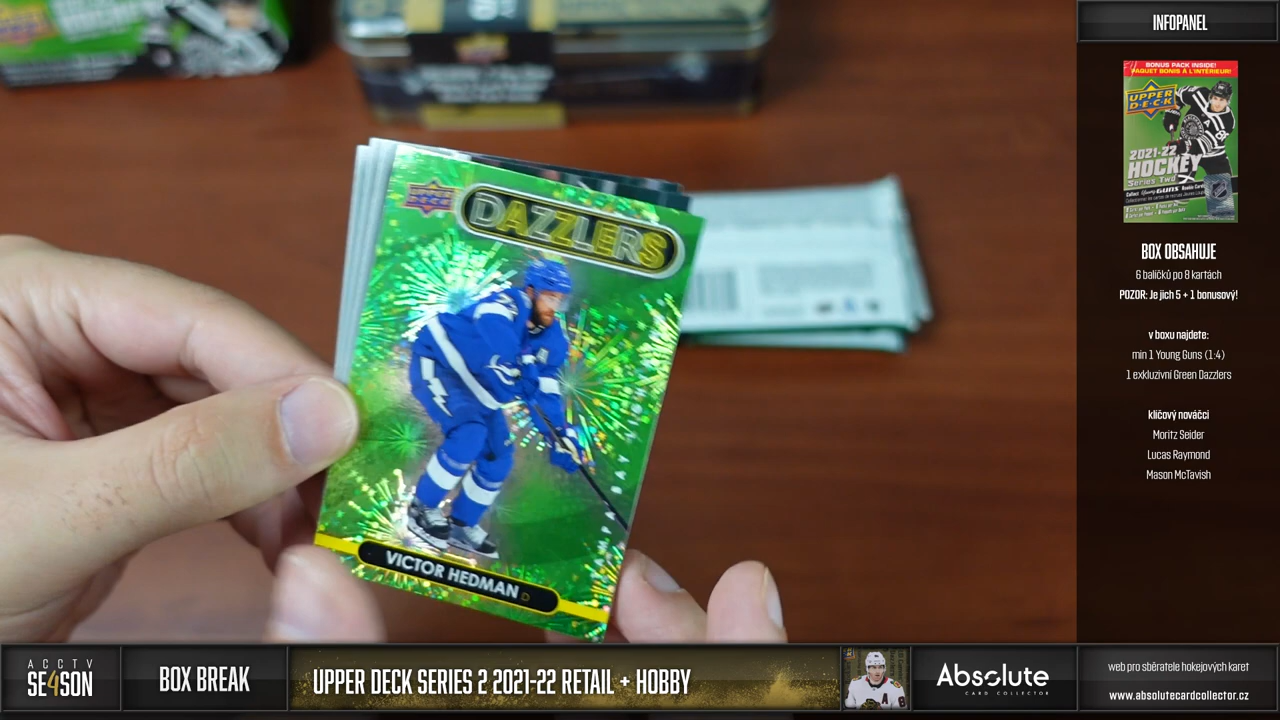 DAZZLERS
VICTOR HEDMAN D
INFOPANEL
BONUS PACK INSIDE!
PAQUET BONIS À L'INTÉRIEUR!
UPPER DECK
2021-22
HOCKEY
Series Two
BOX OBSAHUJE
6 balíčků po 8 kartách
POZOR: Je jich 5 + 1 bonusový!
v boxu najdete:
min 1 Young Guns (1:4)
1 exkluzivní Green Dazzlers
klíčový nováčci
Moritz Seider
Lucas Raymond
Mason McTavish
ACCTV
SE4SON
BOX BREAK
UPPER DECK SERIES 2 2021-22 RETAIL + HOBBY
Absolute
CARD COLLECTOR
web pro sběratele hokejových karet
www.absolutecardcollector.cz